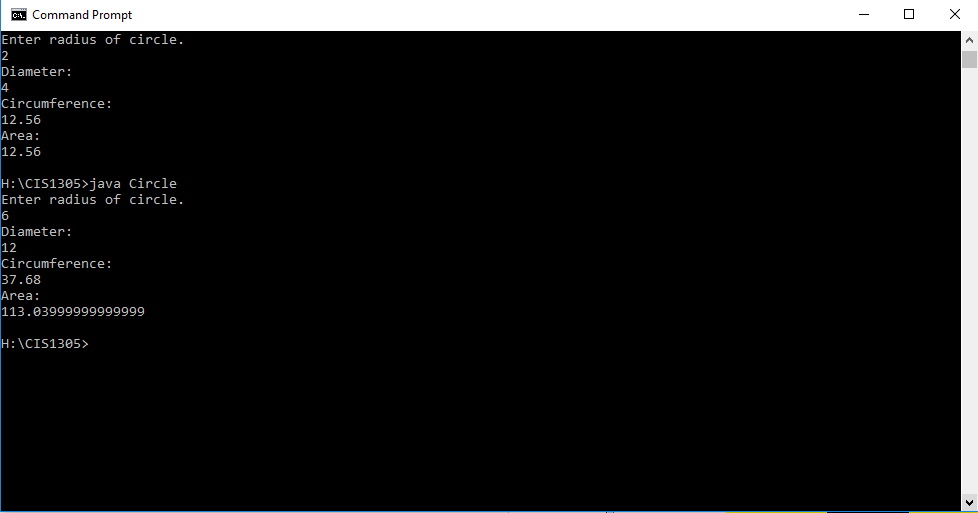 Command Prompt
Enter radius of circle.
2
Diameter:
4
Circumference:
12.56
Area:
12.56
H:\CIS1305>java Circle
Enter radius of circle.
6
Diameter:
12
Circumference:
37.68
Area:
113.03999999999999
H:\CIS1305>